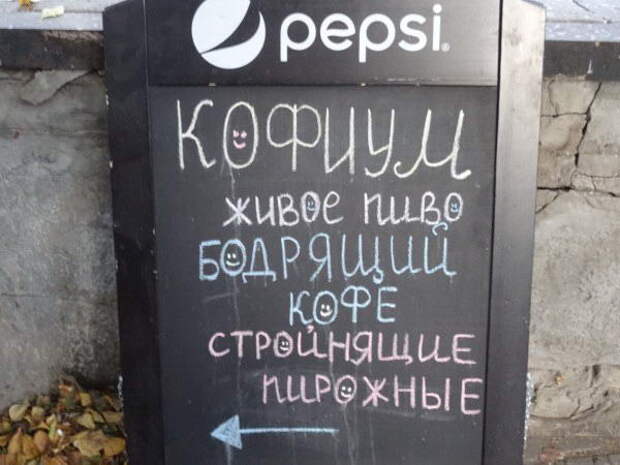 pepsi
КОФИУМ
живое пиво
БОДРЯЩИЙ
КОФЕ
СТРОЙНЯЩИЕ
ПИРОЖНЫЕ